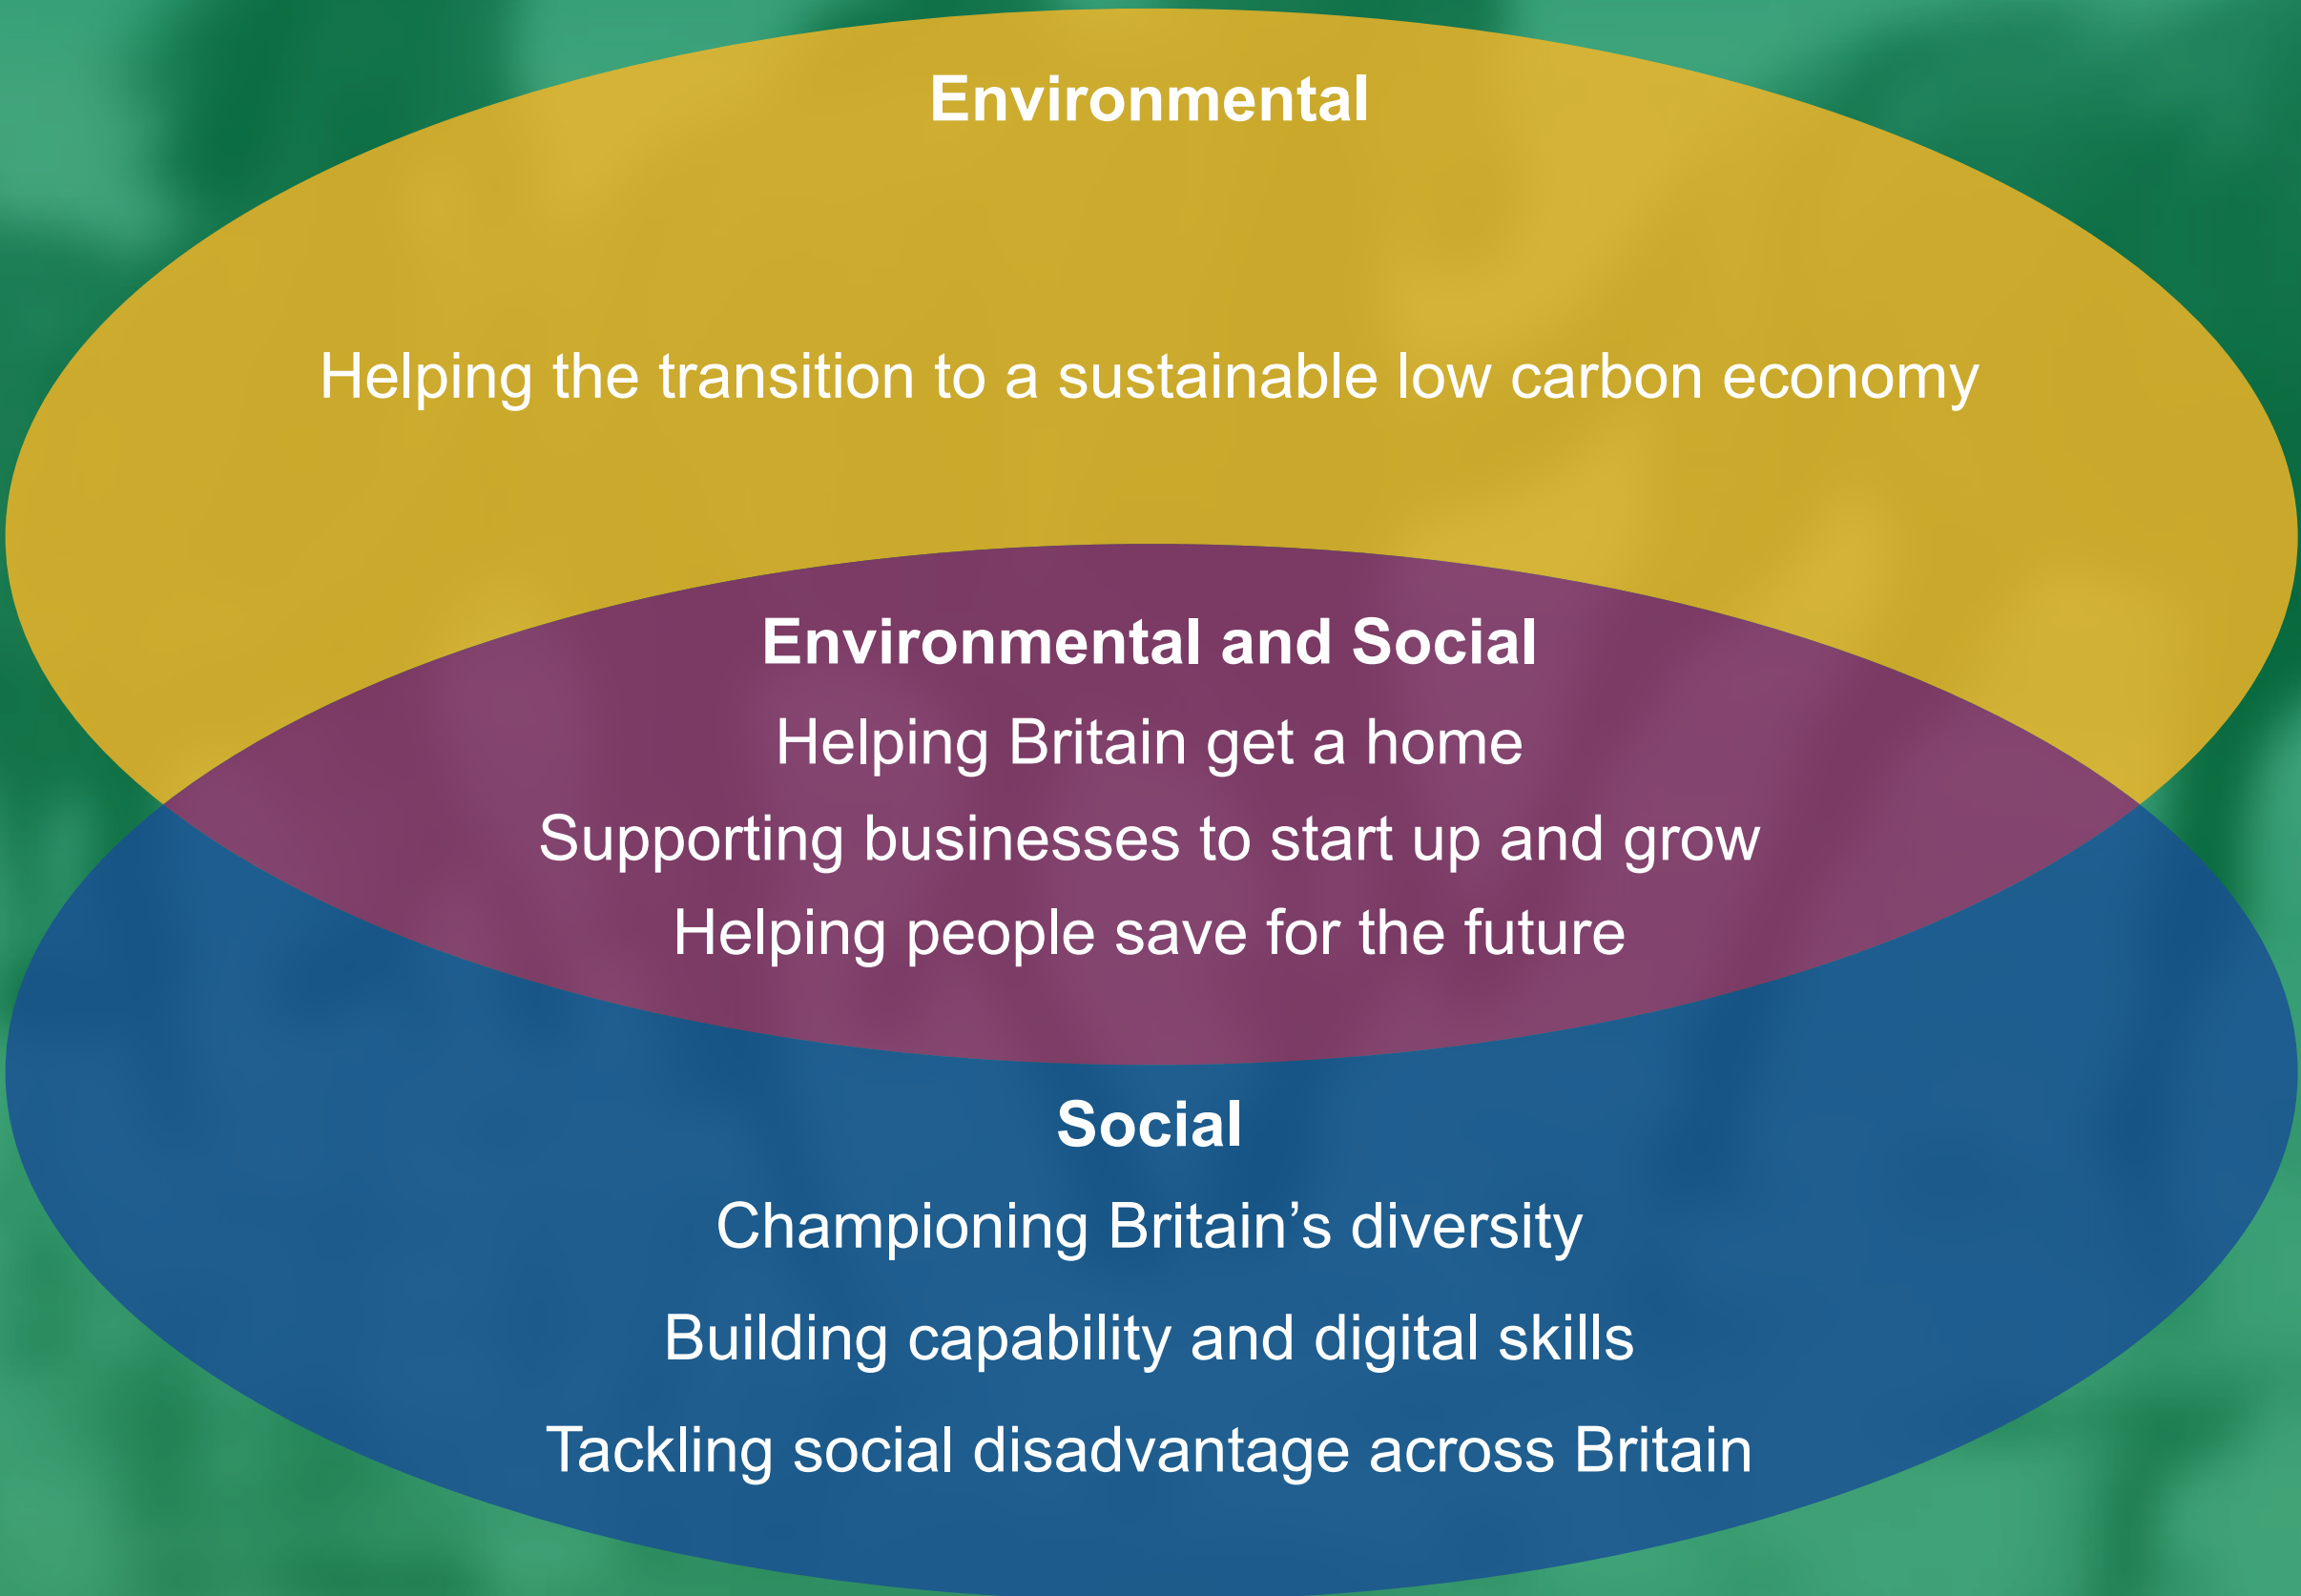 Environmental
Helping the transition to a sustainable low carbon economy
Environmental and Social
Helping Britain get a home
Supporting businesses to start up and grow
Helping people save for the future
Social
Championing Britain’s diversity
Building capability and digital skills
Tackling social disadvantage across Britain